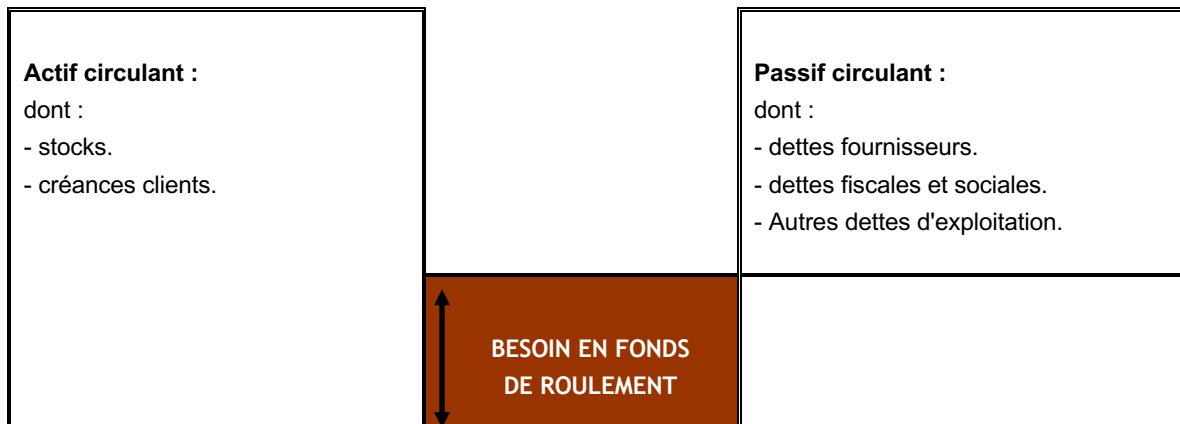 Actif circulant :
dont :
- stocks.
- créances clients.
Passif circulant :
dont :
- dettes fournisseurs.
- dettes fiscales et sociales.
- Autres dettes d'exploitation.
BESOIN EN FONDS
DE ROULEMENT